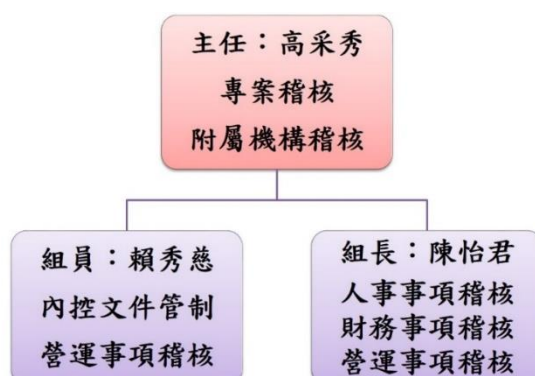 主任：高采秀
專案稽核
附屬機構稽核
組員：賴秀慈
內控文件管制
營運事項稽核
組長：陳怡君
人事事項稽核
財務事項稽核
營運事項稽核